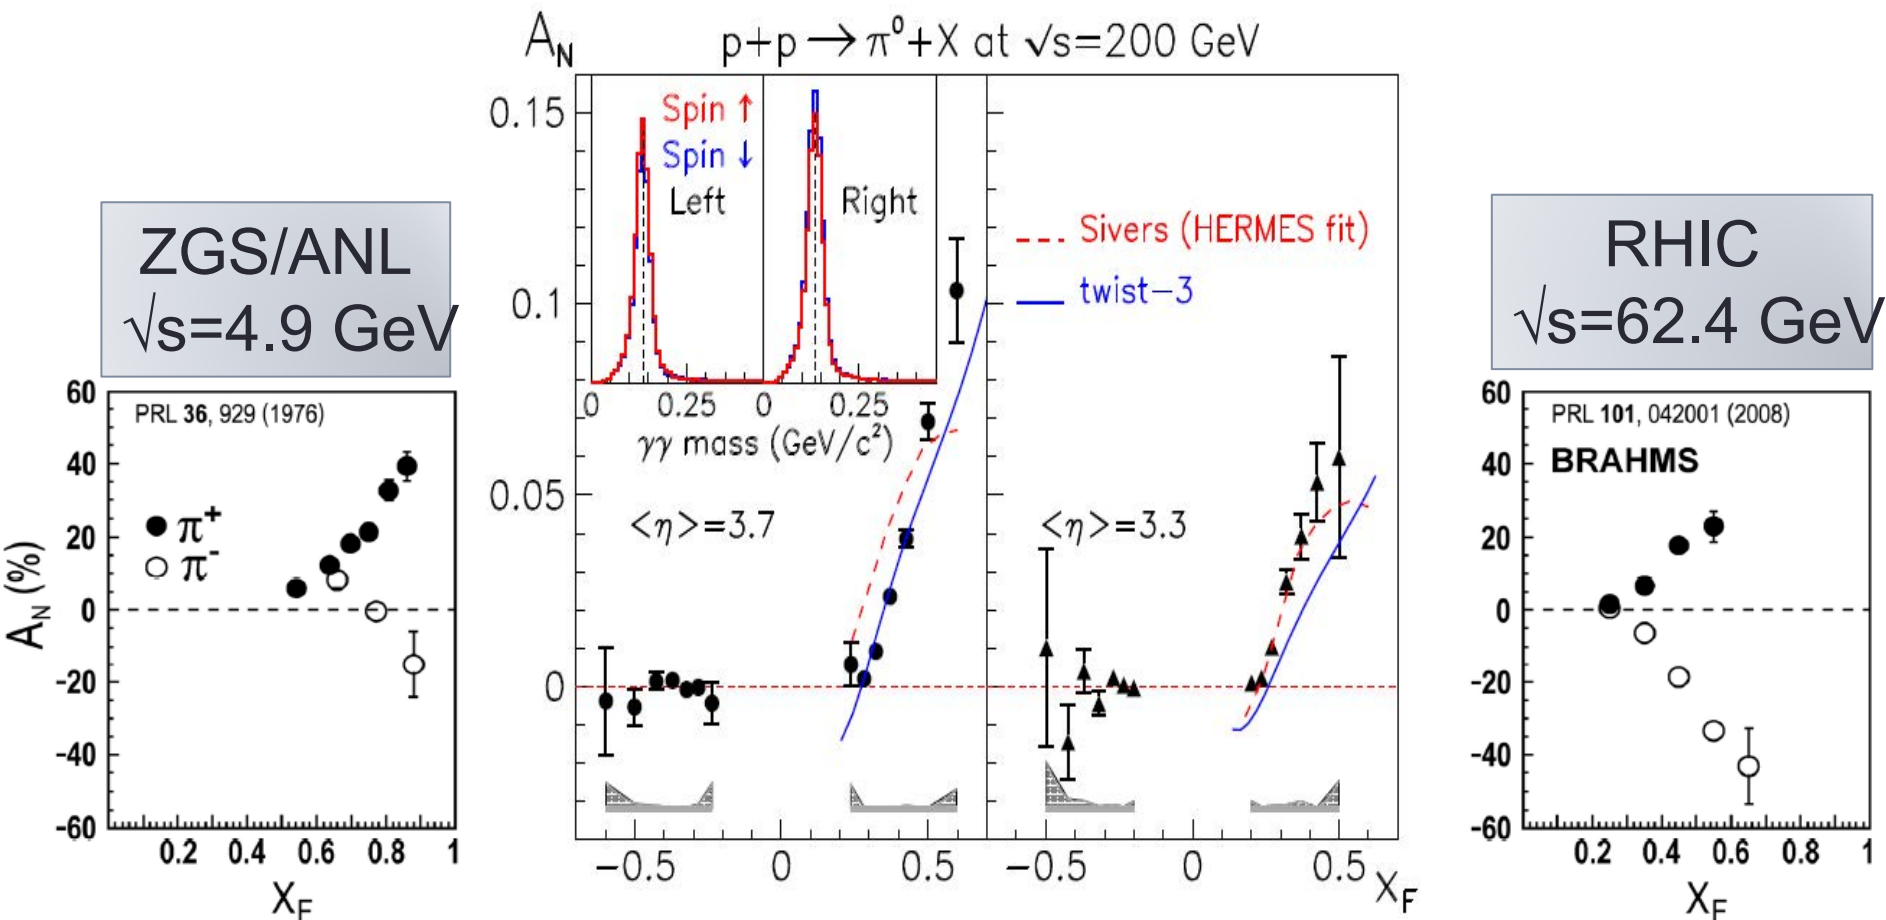 A_N p+p → π⁰+X at √s=200 GeV
ZGS/ANL
√s=4.9 GeV
PRL 36, 929 (1976)
π⁺
π⁻
A_N (%)
60
40
20
0
-20
-40
-60
0.2 0.4 0.6 0.8 1
X_F
0.15
0.1
0.05
0
Spin ↑
Spin ↓
Left
Right
0 0.25 0 0.25
γγ mass (GeV/c²)
<η>=3.7
Sivers (HERMES fit)
twist-3
<η>=3.3
-0.5 0 0.5 -0.5 0 0.5 X_F
RHIC
√s=62.4 GeV
PRL 101, 042001 (2008)
BRAHMS
60
40
20
0
-20
-40
-60
0.2 0.4 0.6 0.8 1
X_F